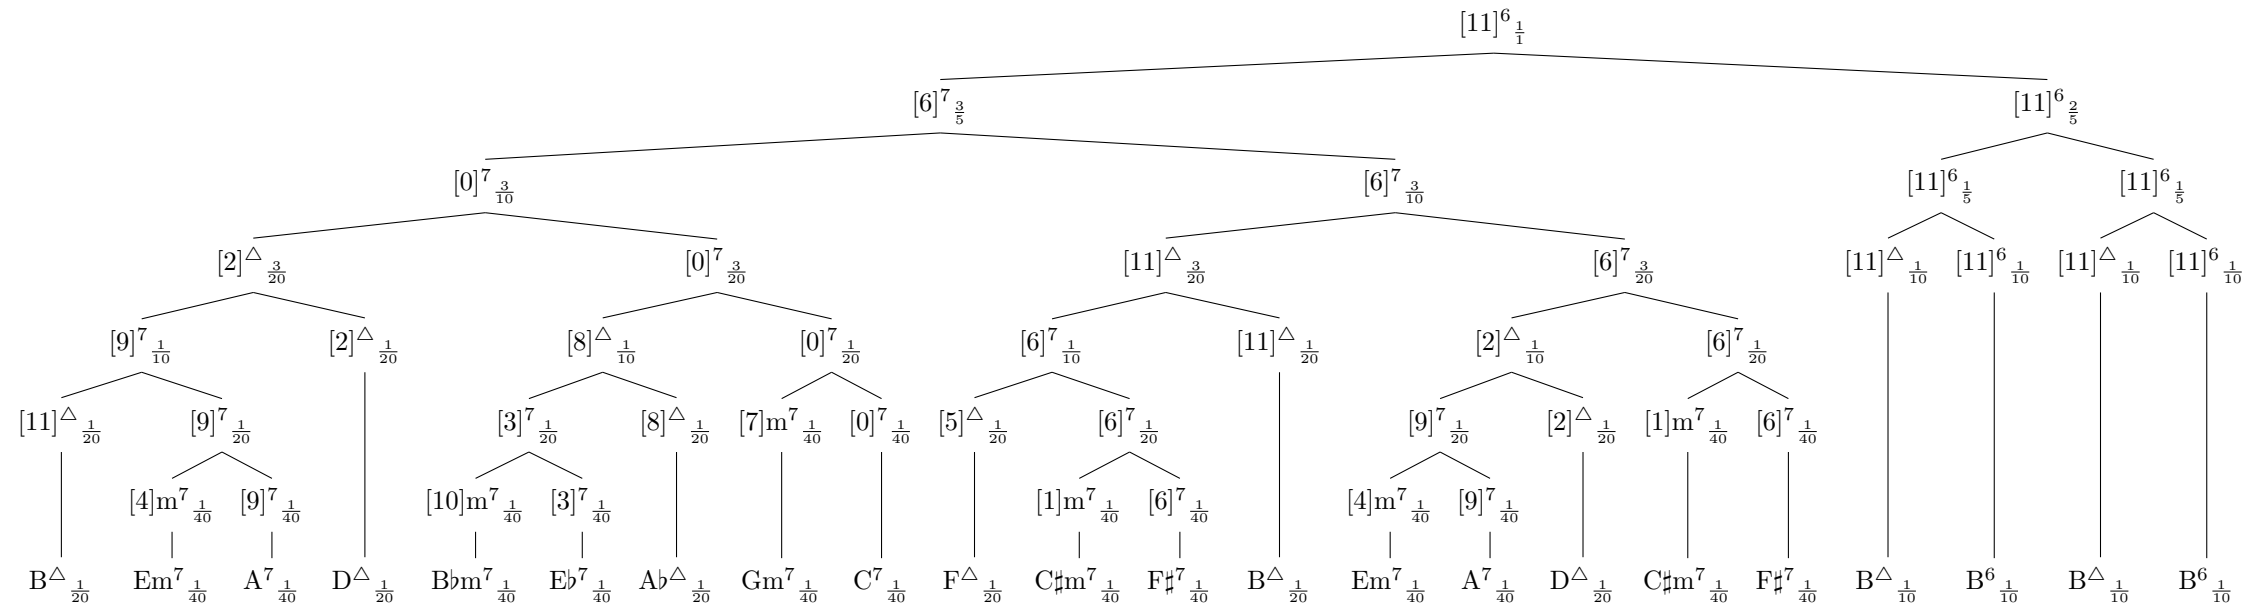 [11]⁶ 1/1
[6]⁷ 3/5 [11]⁶ 2/5
[0]⁷ 3/10 [6]⁷ 3/10 [11]⁶ 1/5 [11]⁶ 1/5
[2]△ 3/20 [0]⁷ 3/20 [11]△ 3/20 [6]⁷ 3/20 [11]△ 1/10 [11]⁶ 1/10 [11]△ 1/10 [11]⁶ 1/10
[9]⁷ 1/10 [2]△ 1/20 [8]△ 1/10 [0]⁷ 1/20 [6]⁷ 1/10 [11]△ 1/20 [2]△ 1/10 [6]⁷ 1/20
[11]△ 1/20 [9]⁷ 1/20 [3]⁷ 1/20 [8]△ 1/20 [7]m⁷ 1/40 [0]⁷ 1/40 [5]△ 1/20 [6]⁷ 1/20 [9]⁷ 1/20 [2]△ 1/20 [1]m⁷ 1/40 [6]⁷ 1/40
[4]m⁷ 1/40 [9]⁷ 1/40 [10]m⁷ 1/40 [3]⁷ 1/40 [1]m⁷ 1/40 [6]⁷ 1/40 [4]m⁷ 1/40 [9]⁷ 1/40
B△ 1/20 Em⁷ 1/40 A⁷ 1/40 D△ 1/20 B♭m⁷ 1/40 E♭⁷ 1/40 A♭△ 1/20 Gm⁷ 1/40 C⁷ 1/40 F△ 1/20 C♯m⁷ 1/40 F♯⁷ 1/40 B△ 1/20 Em⁷ 1/40 A⁷ 1/40 D△ 1/20 C♯m⁷ 1/40 F♯⁷ 1/40 B△ 1/10 B⁶ 1/10 B△ 1/10 B⁶ 1/10